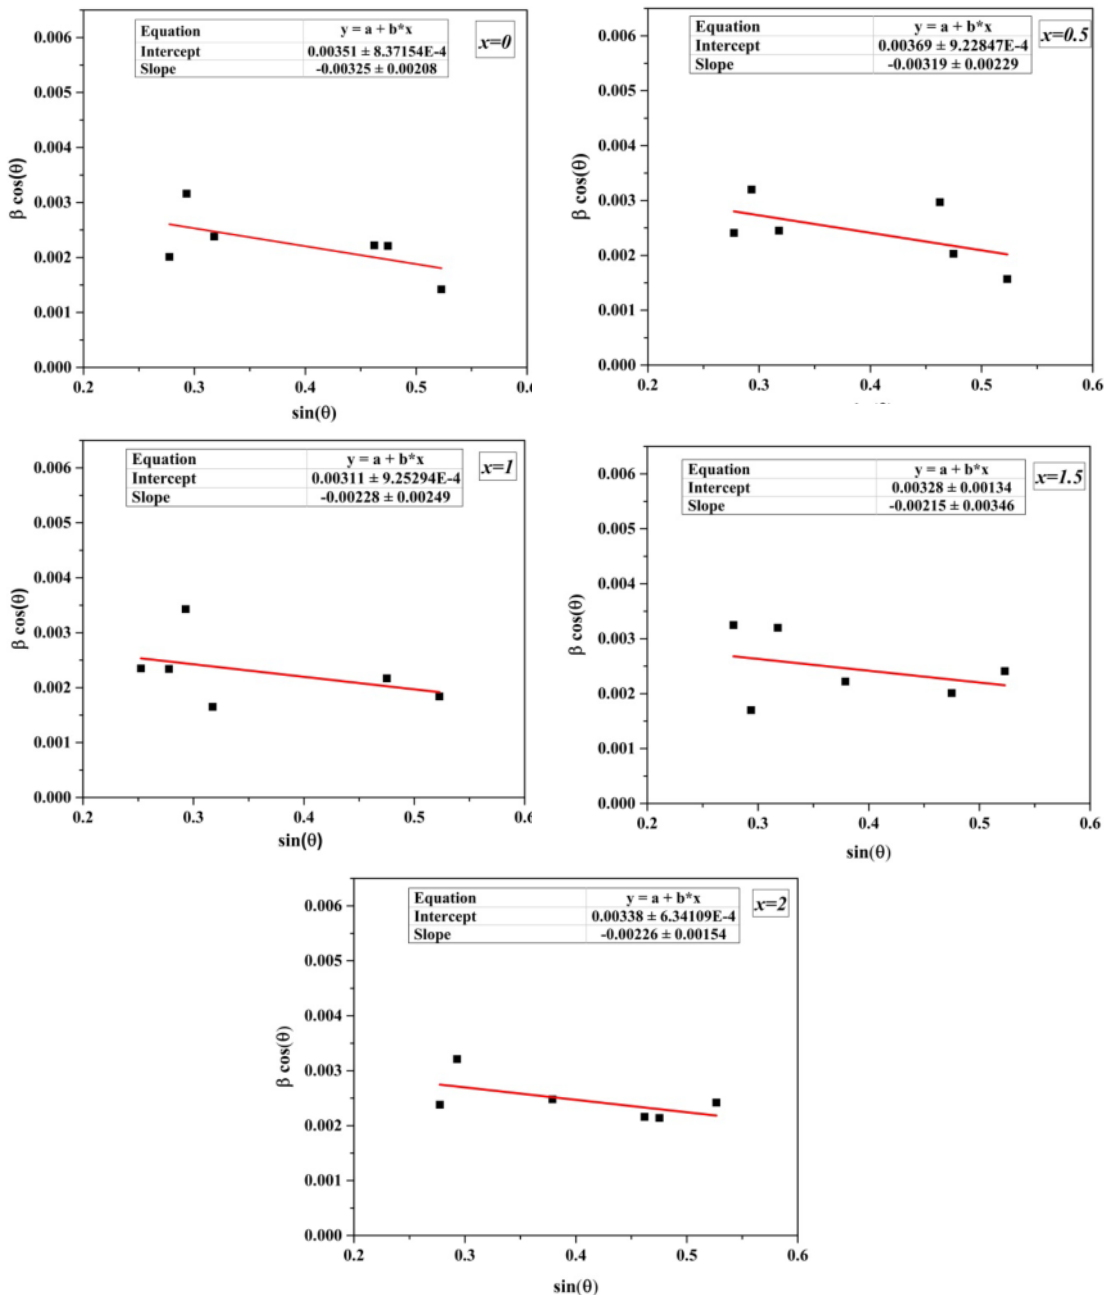 Equation y = a + b*x
Intercept 0.00351 ± 8.37154E-4
Slope -0.00325 ± 0.00208
x=0
0.006
0.005
0.004
0.003
0.002
0.001
0.000
β cos(θ)
0.2 0.3 0.4 0.5 0.6
sin(θ)
Equation y = a + b*x
Intercept 0.00369 ± 9.22847E-4
Slope -0.00319 ± 0.00229
x=0.5
0.006
0.005
0.004
0.003
0.002
0.001
0.000
β cos(θ)
0.2 0.3 0.4 0.5 0.6
Equation y = a + b*x
Intercept 0.00311 ± 9.25294E-4
Slope -0.00228 ± 0.00249
x=1
0.006
0.005
0.004
0.003
0.002
0.001
0.000
β cos(θ)
0.2 0.3 0.4 0.5 0.6
sin(θ)
Equation y = a + b*x
Intercept 0.00328 ± 0.00134
Slope -0.00215 ± 0.00346
x=1.5
0.006
0.005
0.004
0.003
0.002
0.001
0.000
β cos(θ)
0.2 0.3 0.4 0.5 0.6
sin(θ)
Equation y = a + b*x
Intercept 0.00338 ± 6.34109E-4
Slope -0.00226 ± 0.00154
x=2
0.006
0.005
0.004
0.003
0.002
0.001
0.000
β cos(θ)
0.2 0.3 0.4 0.5 0.6
sin(θ)